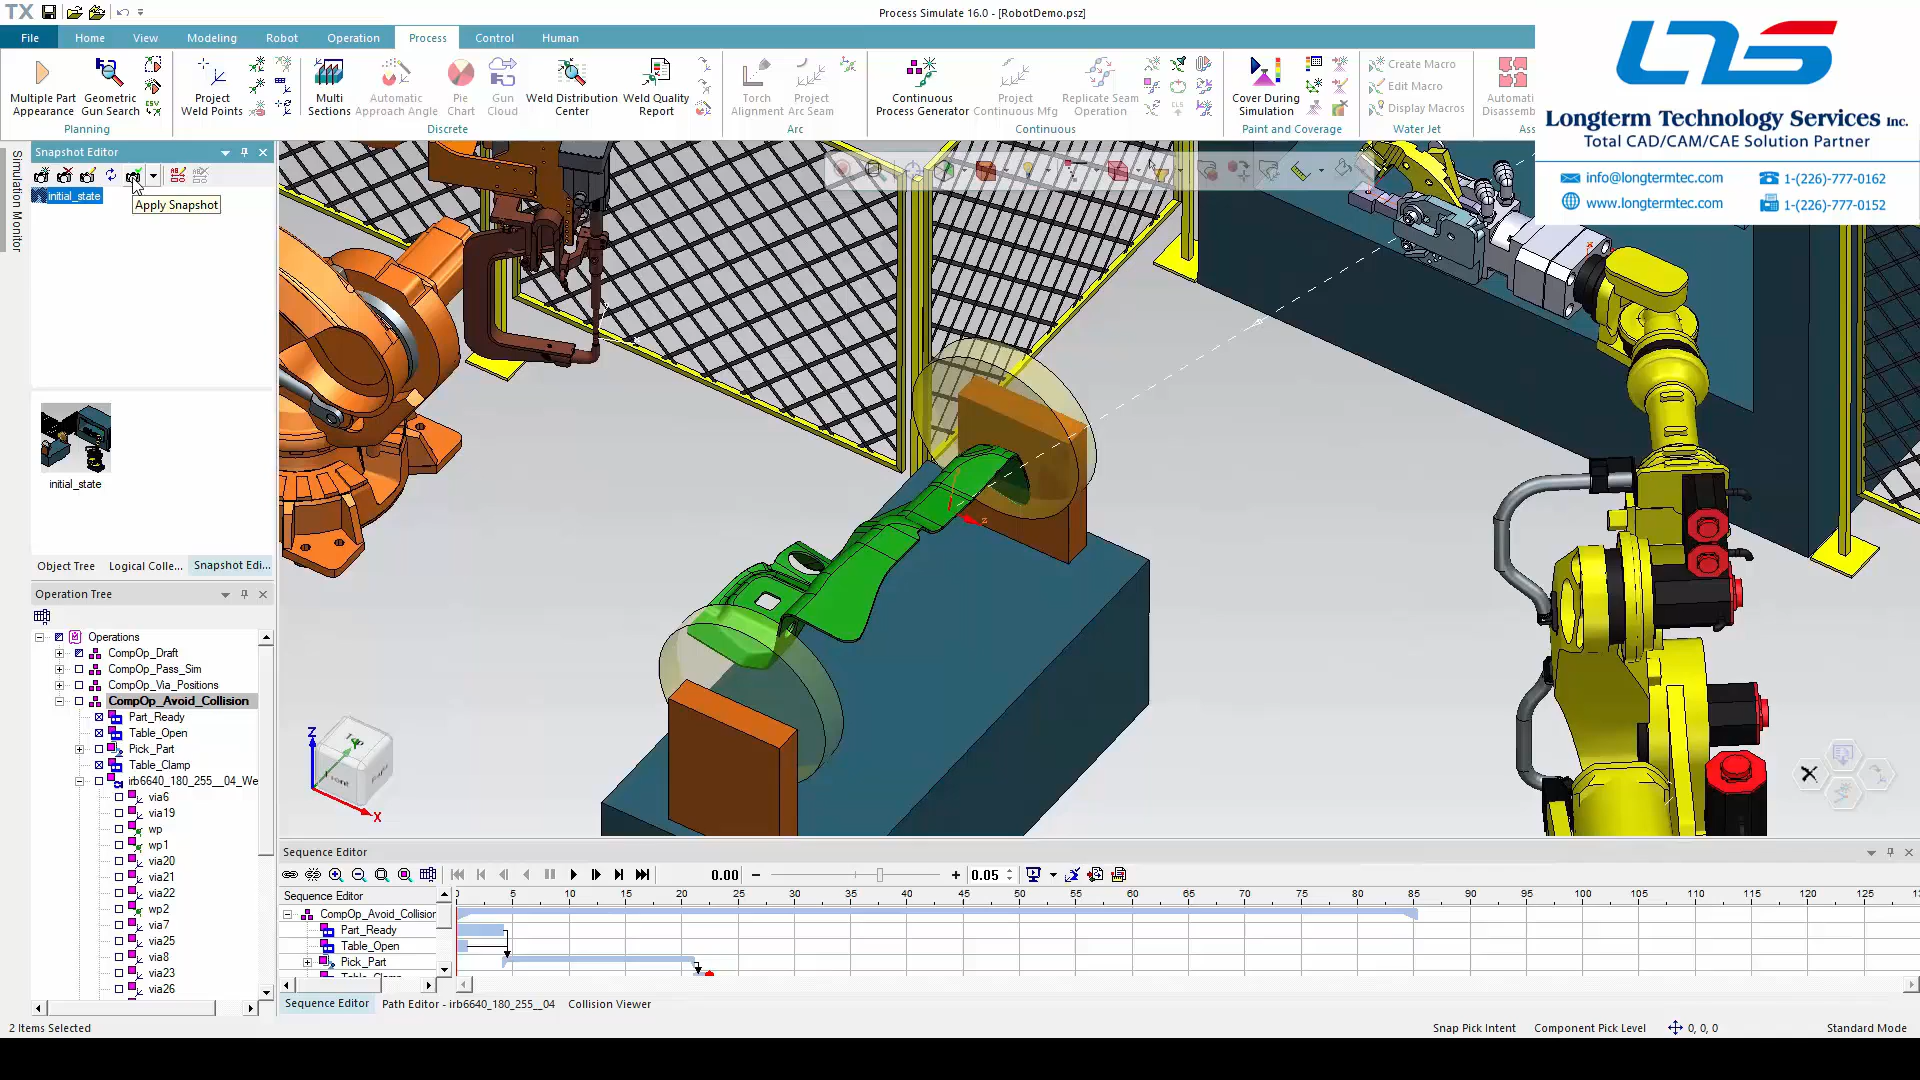 TX
Process Simulate 16.0 - [RobotDemo.psz]
File Home View Modeling Robot Operation Process Control Human
Multiple Part Appearance
Geometric Gun Search
CSV
Planning
Project Weld Points
Multi Sections
Automatic Approach Angle
Pie Chart
Gun Cloud
Weld Distribution Center
Weld Quality Report
Discrete
Torch Alignment
Project Arc Seam
Arc
Continuous Process Generator
Project Continuous Mfg
Replicate Seam Operation
CLS
Continuous
Cover During Simulation
Paint and Coverage
Create Macro
Edit Macro
Display Macros
Water Jet
Automati
Disassemb
Ass
LTS
Longterm Technology Services Inc.
Total CAD/CAM/CAE Solution Partner
info@longtermtec.com 1-(226)-777-0162
www.longtermtec.com 1-(226)-777-0152
Simulation Monitor
Snapshot Editor
initial_state
Apply Snapshot
initial_state
Object Tree Logical Colle... Snapshot Edi...
Operation Tree
Operations
CompOp_Draft
CompOp_Pass_Sim
CompOp_Via_Positions
CompOp_Avoid_Collision
Part_Ready
Table_Open
Pick_Part
Table_Clamp
irb6640_180_255__04_We
via6
via19
wp
wp1
via20
via21
via22
wp2
via7
via25
via8
via23
via26
Z
Top
Front
X
z
Sequence Editor
0.00 0.05
Sequence Editor
5 10 15 20 25 30 35 40 45 50 55 60 65 70 75 80 85 90 95 100 105 110 115 120 125
CompOp_Avoid_Collision
Part_Ready
Table_Open
Pick_Part
Table_Clamp
Sequence Editor Path Editor - irb6640_180_255__04 Collision Viewer
2 Items Selected
Snap Pick Intent Component Pick Level 0, 0, 0 Standard Mode